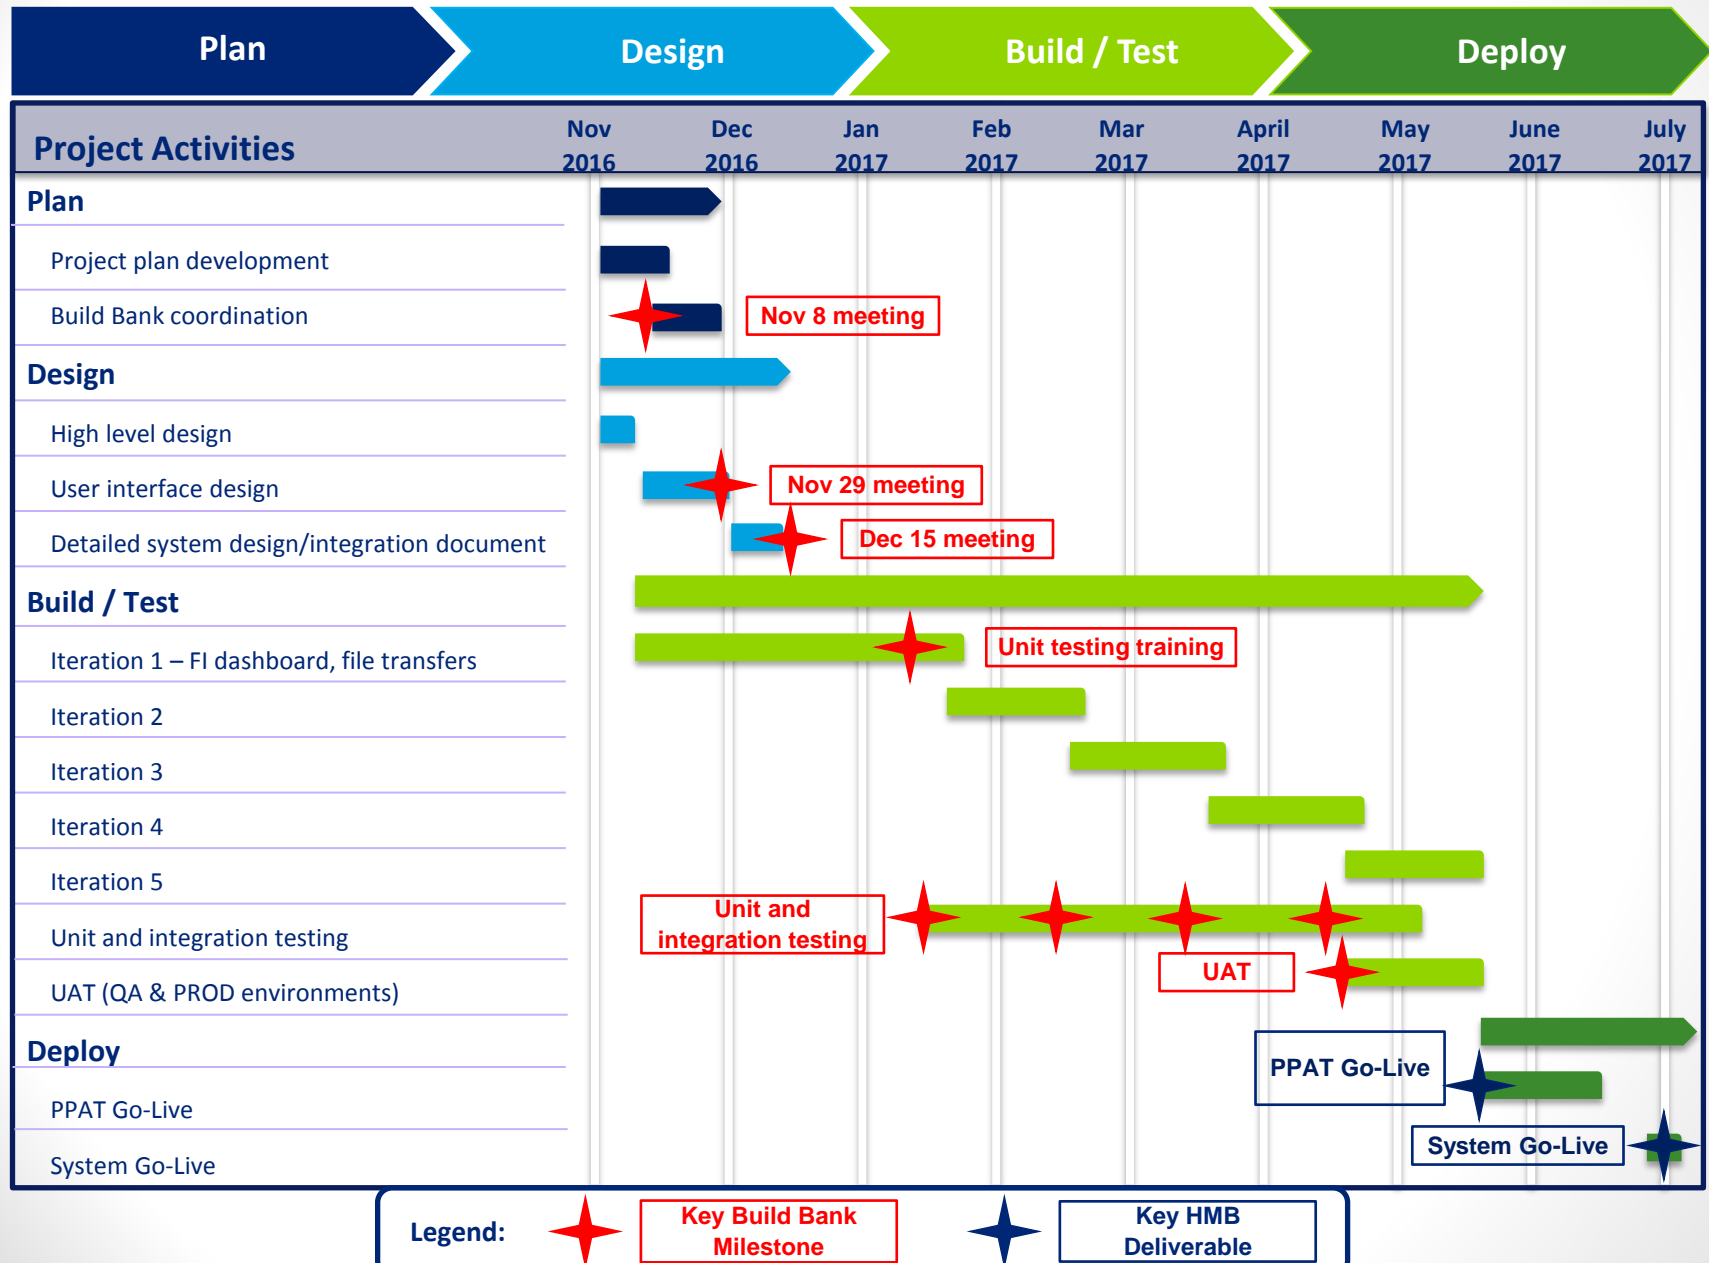 Plan
Design
Build / Test
Deploy
Project Activities
Nov 2016
Dec 2016
Jan 2017
Feb 2017
Mar 2017
April 2017
May 2017
June 2017
July 2017
Plan
Project plan development
Build Bank coordination
Nov 8 meeting
Design
High level design
User interface design
Nov 29 meeting
Detailed system design/integration document
Dec 15 meeting
Build / Test
Iteration 1 – FI dashboard, file transfers
Unit testing training
Iteration 2
Iteration 3
Iteration 4
Iteration 5
Unit and integration testing
Unit and
integration testing
UAT (QA & PROD environments)
UAT
Deploy
PPAT Go-Live
PPAT Go-Live
System Go-Live
System Go-Live
Legend:
Key Build Bank
Milestone
Key HMB
Deliverable